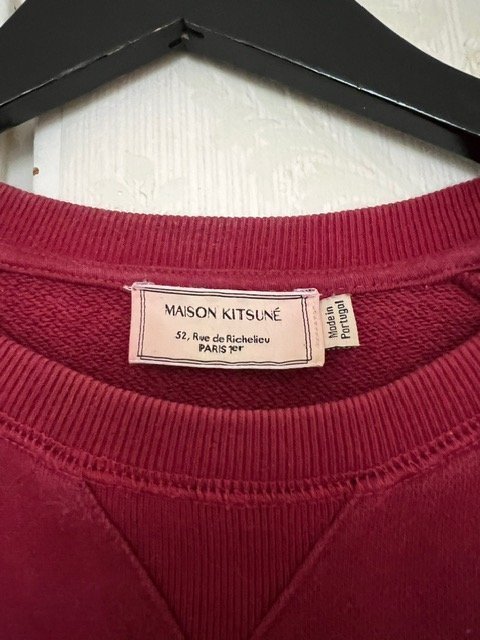 MAISON KITSUNÉ
52, Rue de Richelieu
PARIS 1er
Made in
Portugal